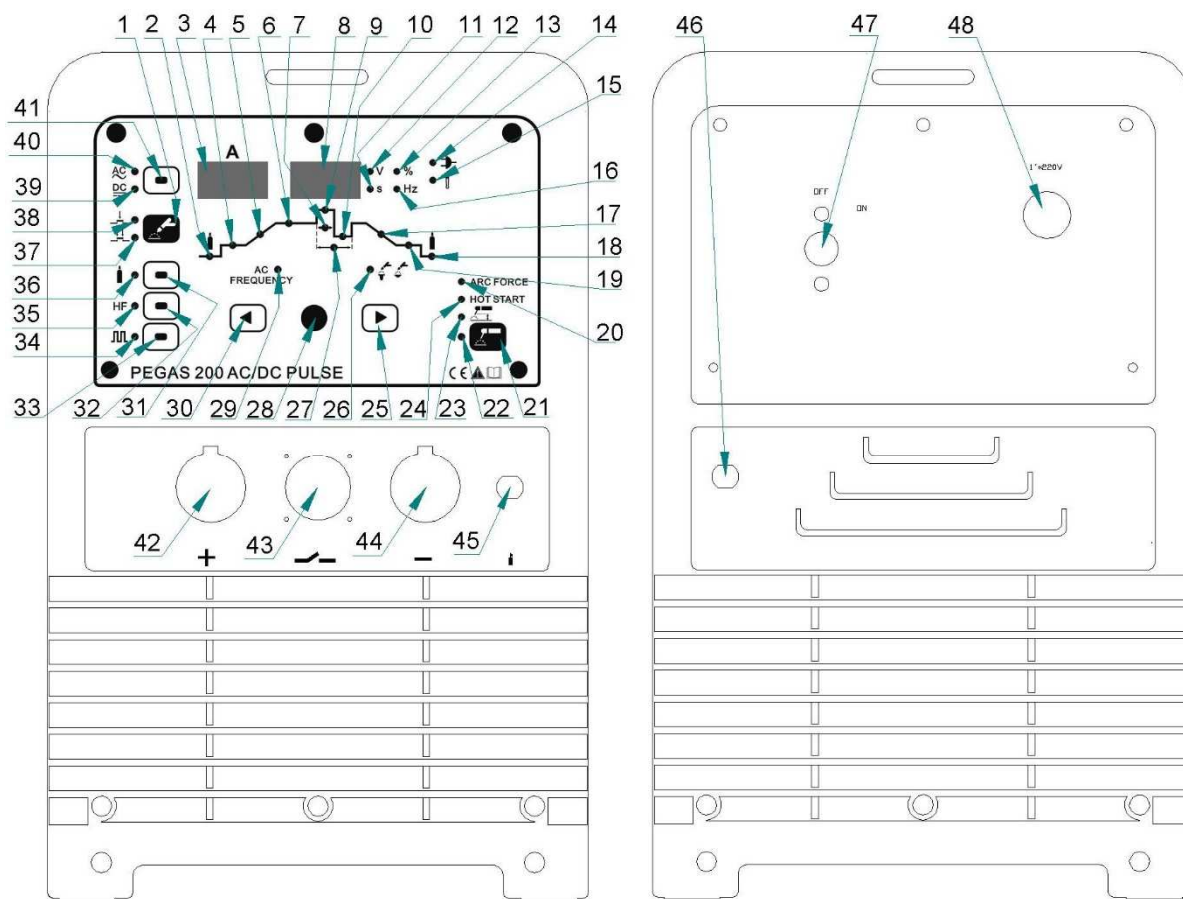 1 2 3 4 5 6 7 8 9 10 11 12 13 14
15
16
17
18
19
20
41
40
39
38
37
36
35
34
33 32 31 30 29 28 27 26 25 24 23 22 21
A
AC
DC
V %
s Hz
HF
AC
FREQUENCY
ARC FORCE
HOT START
PEGAS 200 AC/DC PULSE CE
42 43 44 45
+ −
46 47 48
OFF
ON
1~220V